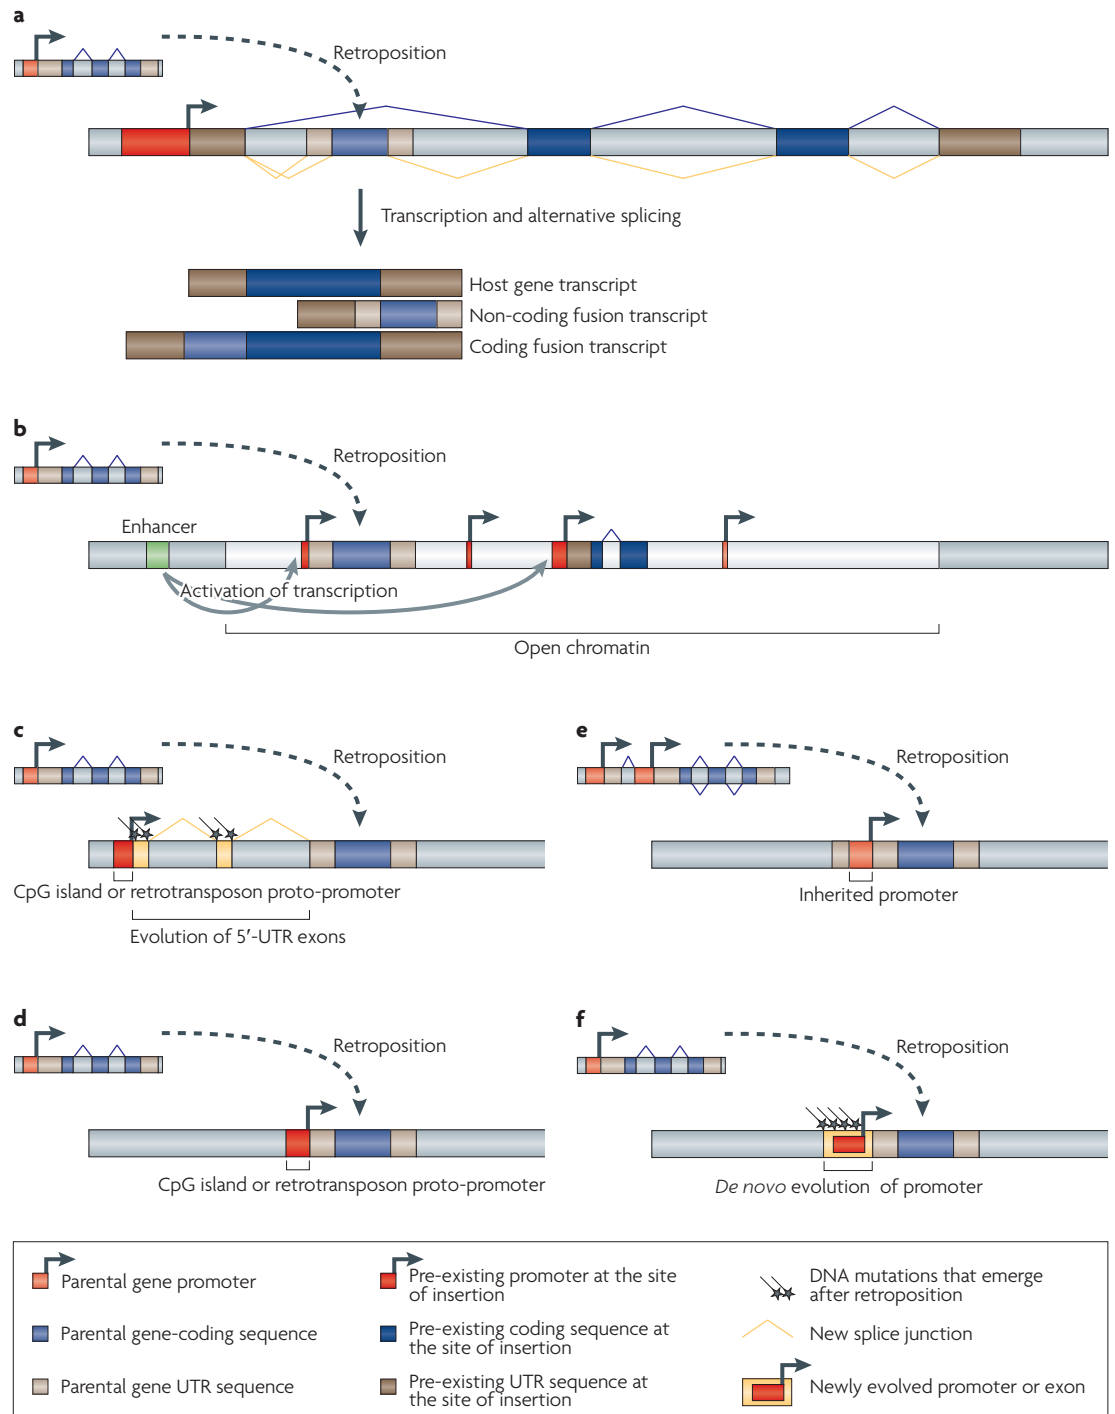 a
Retroposition
Transcription and alternative splicing
Host gene transcript
Non-coding fusion transcript
Coding fusion transcript
b
Retroposition
Enhancer
Activation of transcription
Open chromatin
c
Retroposition
CpG island or retrotransposon proto-promoter
Evolution of 5′-UTR exons
e
Retroposition
Inherited promoter
d
Retroposition
CpG island or retrotransposon proto-promoter
f
Retroposition
De novo evolution of promoter
Parental gene promoter
Parental gene-coding sequence
Parental gene UTR sequence
Pre-existing promoter at the site
of insertion
Pre-existing coding sequence at
the site of insertion
Pre-existing UTR sequence at
the site of insertion
DNA mutations that emerge
after retroposition
New splice junction
Newly evolved promoter or exon